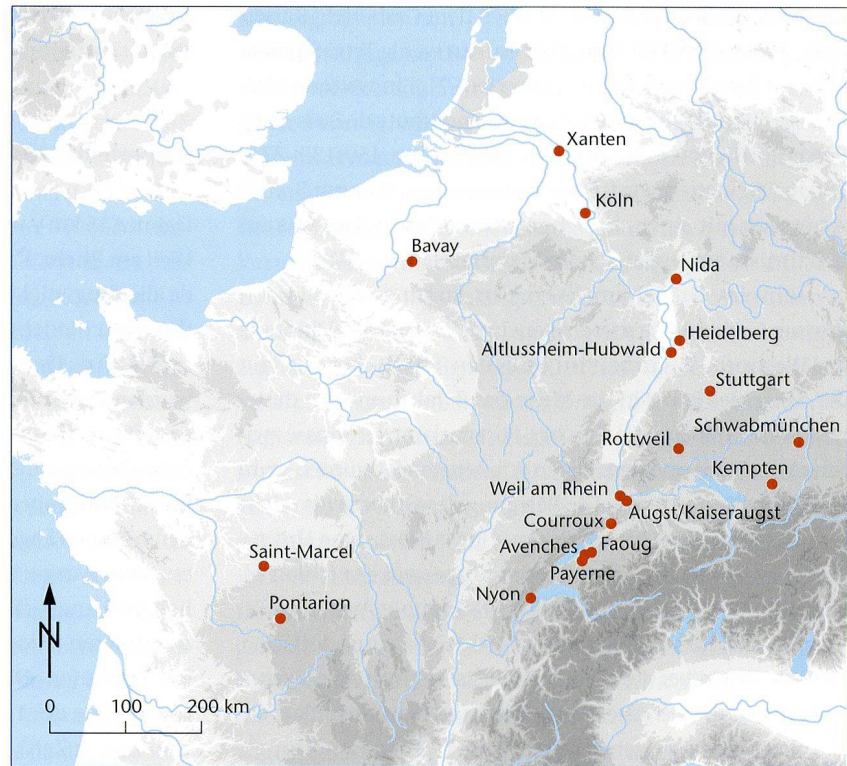 Xanten
Köln
Bavay
Nida
Heidelberg
Altlussheim-Hubwald
Stuttgart
Schwabmünchen
Rottweil
Kempten
Weil am Rhein
Augst/Kaiseraugst
Courroux
Avenches
Faoug
Payerne
Saint-Marcel
Nyon
Pontarion
N
0 100 200 km